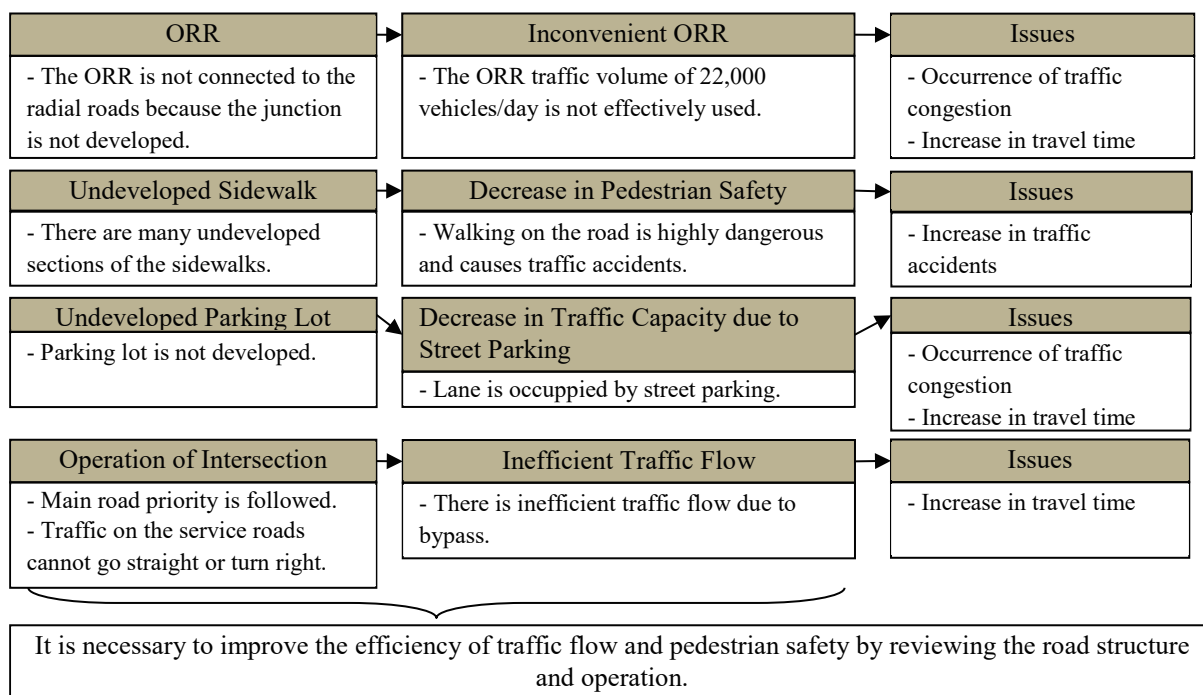 ORR
- The ORR is not connected to the
radial roads because the junction
is not developed.
Inconvenient ORR
- The ORR traffic volume of 22,000
vehicles/day is not effectively used.
Issues
- Occurrence of traffic
congestion
- Increase in travel time
Undeveloped Sidewalk
- There are many undeveloped
sections of the sidewalks.
Decrease in Pedestrian Safety
- Walking on the road is highly dangerous
and causes traffic accidents.
Issues
- Increase in traffic
accidents
Undeveloped Parking Lot
- Parking lot is not developed.
Decrease in Traffic Capacity due to
Street Parking
- Lane is occuppied by street parking.
Issues
- Occurrence of traffic
congestion
- Increase in travel time
Operation of Intersection
- Main road priority is followed.
- Traffic on the service roads
cannot go straight or turn right.
Inefficient Traffic Flow
- There is inefficient traffic flow due to
bypass.
Issues
- Increase in travel time
It is necessary to improve the efficiency of traffic flow and pedestrian safety by reviewing the road structure
and operation.